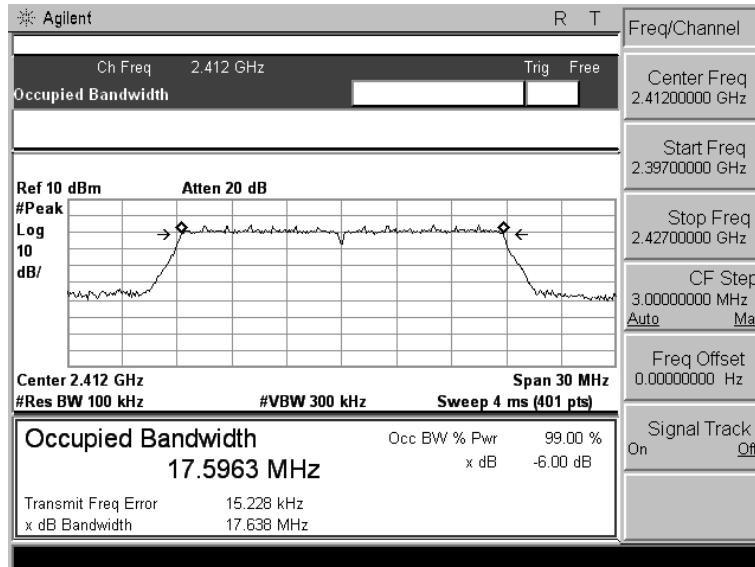 Agilent R T
Freq/Channel
Ch Freq 2.412 GHz Trig Free
Occupied Bandwidth
Center Freq
2.41200000 GHz
Start Freq
2.39700000 GHz
Stop Freq
2.42700000 GHz
CF Step
3.00000000 MHz
Auto Ma
Freq Offset
0.00000000 Hz
Signal Track
On Off
Ref 10 dBm Atten 20 dB
#Peak
Log
10
dB/
Center 2.412 GHz Span 30 MHz
#Res BW 100 kHz #VBW 300 kHz Sweep 4 ms (401 pts)
Occupied Bandwidth Occ BW % Pwr 99.00 %
17.5963 MHz x dB -6.00 dB
Transmit Freq Error 15.228 kHz
x dB Bandwidth 17.638 MHz